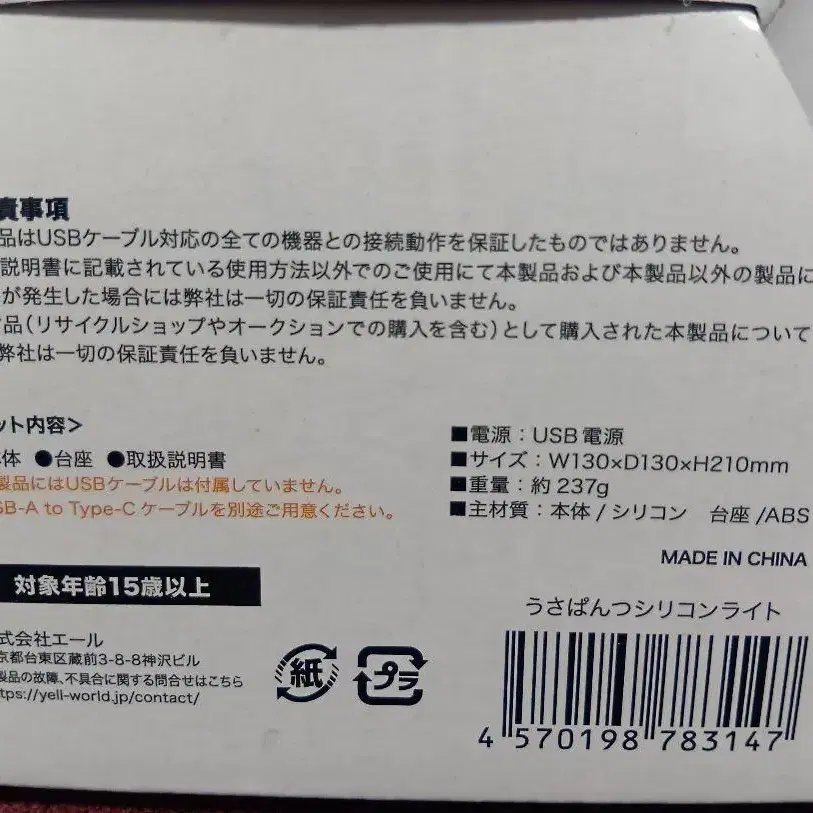 責事項
品はUSBケーブル対応の全ての機器との接続動作を保証したものではありません。
説明書に記載されている使用方法以外でのご使用にて本製品および本製品以外の製品に
が発生した場合には弊社は一切の保証責任を負いません。
品(リサイクルショップやオークションでの購入を含む)として購入された本製品について
弊社は一切の保証責任を負いません。
ット内容>
体 ●台座 ●取扱説明書
製品にはUSBケーブルは付属していません。
SB-A to Type-Cケーブルを別途ご用意ください。
■電源:USB電源
■サイズ:W130×D130×H210mm
■重量:約237g
■主材質:本体/シリコン 台座/ABS
MADE IN CHINA
対象年齢15歳以上
うさぱんつシリコンライト
式会社エール
京都台東区蔵前3-8-8神沢ビル
製品の故障、不具合に関する問合せはこちら
ttps://yell-world.jp/contact/
紙
プラ
4 570198 783147